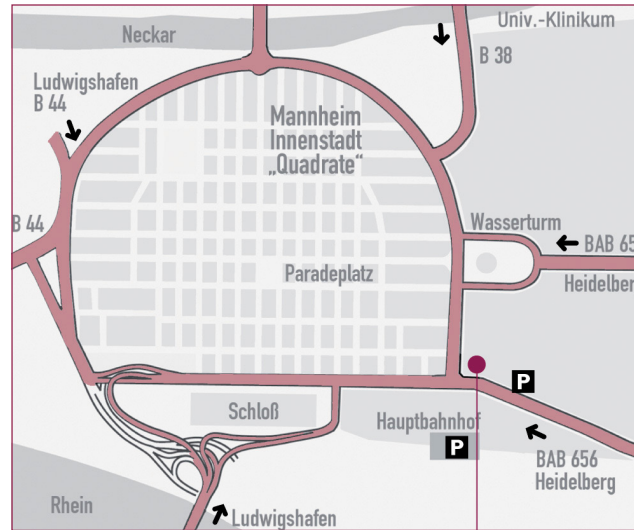 Neckar
Univ.-Klinikum
B 38
Ludwigshafen
B 44
Mannheim
Innenstadt
„Quadrate“
B 44
Wasserturm
BAB 65
Heidelber
Paradeplatz
P
Schloß
Hauptbahnhof
P
BAB 656
Heidelberg
Rhein
Ludwigshafen